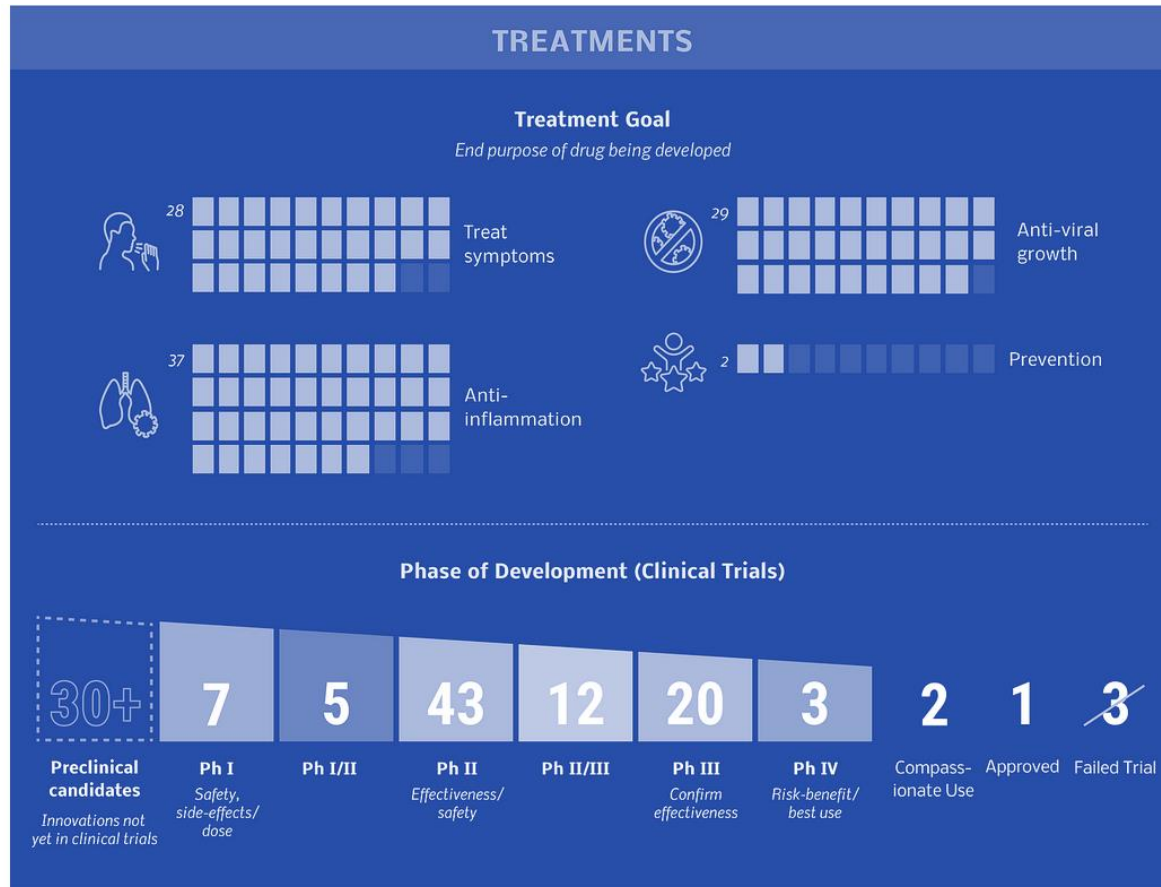 TREATMENTS
Treatment Goal
End purpose of drug being developed
28
Treat
symptoms
29
Anti-viral
growth
37
Anti-
inflammation
2
Prevention
Phase of Development (Clinical Trials)
30+
7
5
43
12
20
3
2
1
3
Preclinical
candidates
Innovations not
yet in clinical trials
Ph I
Safety,
side-effects/
dose
Ph I/II
Ph II
Effectiveness/
safety
Ph II/III
Ph III
Confirm
effectiveness
Ph IV
Risk-benefit/
best use
Compass-
ionate Use
Approved
Failed Trial